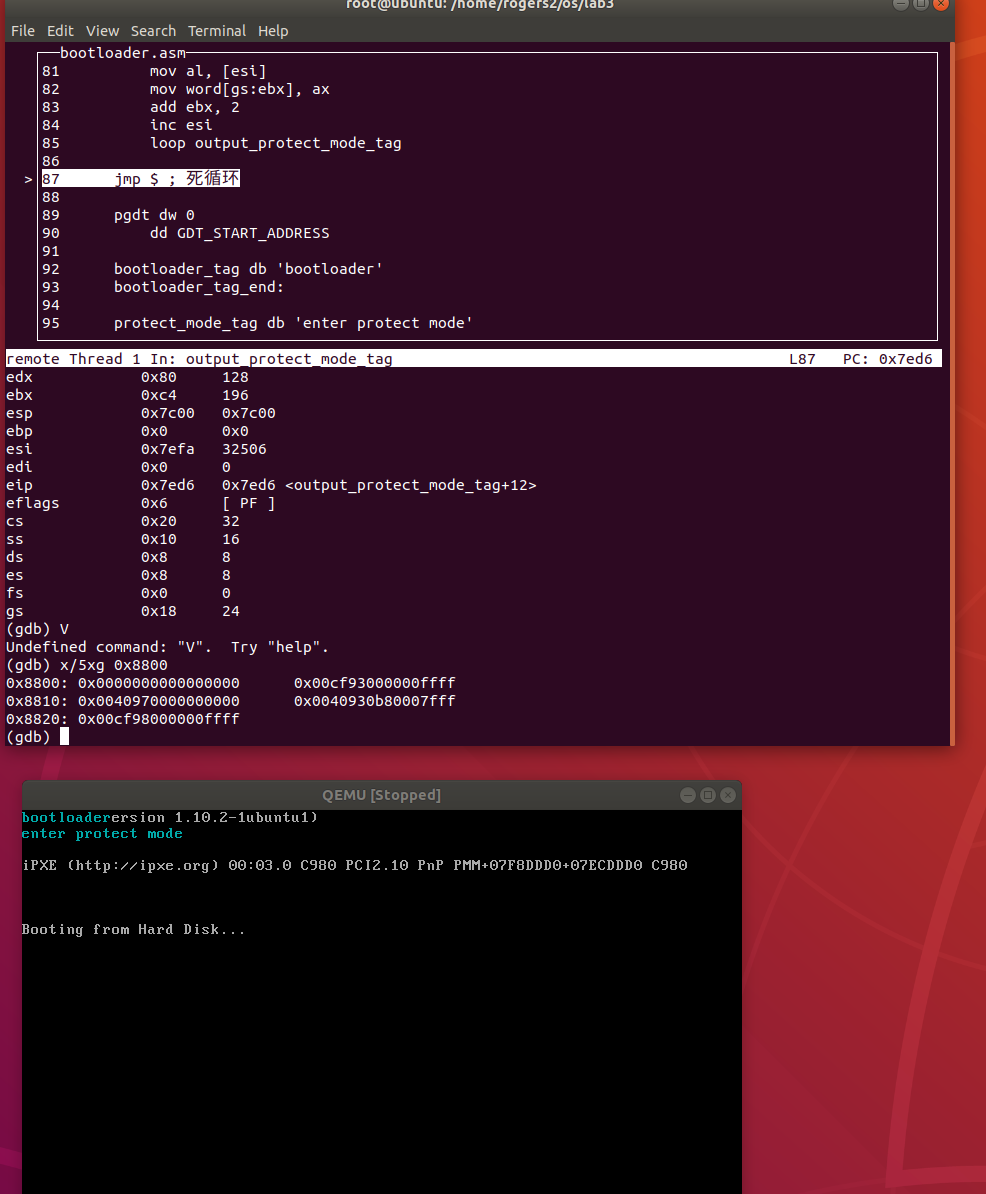 root@ubuntu: /home/rogers2/os/lab3
File Edit View Search Terminal Help
bootloader.asm
81 mov al, [esi]
82 mov word[gs:ebx], ax
83 add ebx, 2
84 inc esi
85 loop output_protect_mode_tag
86
> 87 jmp $ ; 死循环
88
89 pgdt dw 0
90 dd GDT_START_ADDRESS
91
92 bootloader_tag db 'bootloader'
93 bootloader_tag_end:
94
95 protect_mode_tag db 'enter protect mode'
remote Thread 1 In: output_protect_mode_tag L87 PC: 0x7ed6
edx 0x80 128
ebx 0xc4 196
esp 0x7c00 0x7c00
ebp 0x0 0x0
esi 0x7efa 32506
edi 0x0 0
eip 0x7ed6 0x7ed6 <output_protect_mode_tag+12>
eflags 0x6 [ PF ]
cs 0x20 32
ss 0x10 16
ds 0x8 8
es 0x8 8
fs 0x0 0
gs 0x18 24
(gdb) V
Undefined command: "V". Try "help".
(gdb) x/5xg 0x8800
0x8800: 0x0000000000000000 0x00cf93000000ffff
0x8810: 0x0040970000000000 0x0040930b80007fff
0x8820: 0x00cf98000000ffff
(gdb)
QEMU [Stopped]
bootloaderersion 1.10.2-1ubuntu1)
enter protect mode
iPXE (http://ipxe.org) 00:03.0 C980 PCI2.10 PnP PMM+07F8DDD0+07ECDDD0 C980
Booting from Hard Disk...